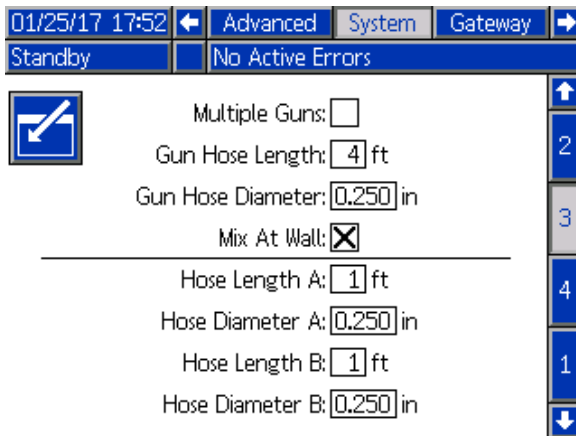 01/25/17 17:52 Advanced System Gateway
Standby No Active Errors
Multiple Guns:
Gun Hose Length: 4 ft
Gun Hose Diameter: 0.250 in
Mix At Wall:
Hose Length A: 1 ft
Hose Diameter A: 0.250 in
Hose Length B: 1 ft
Hose Diameter B: 0.250 in
2
3
4
1